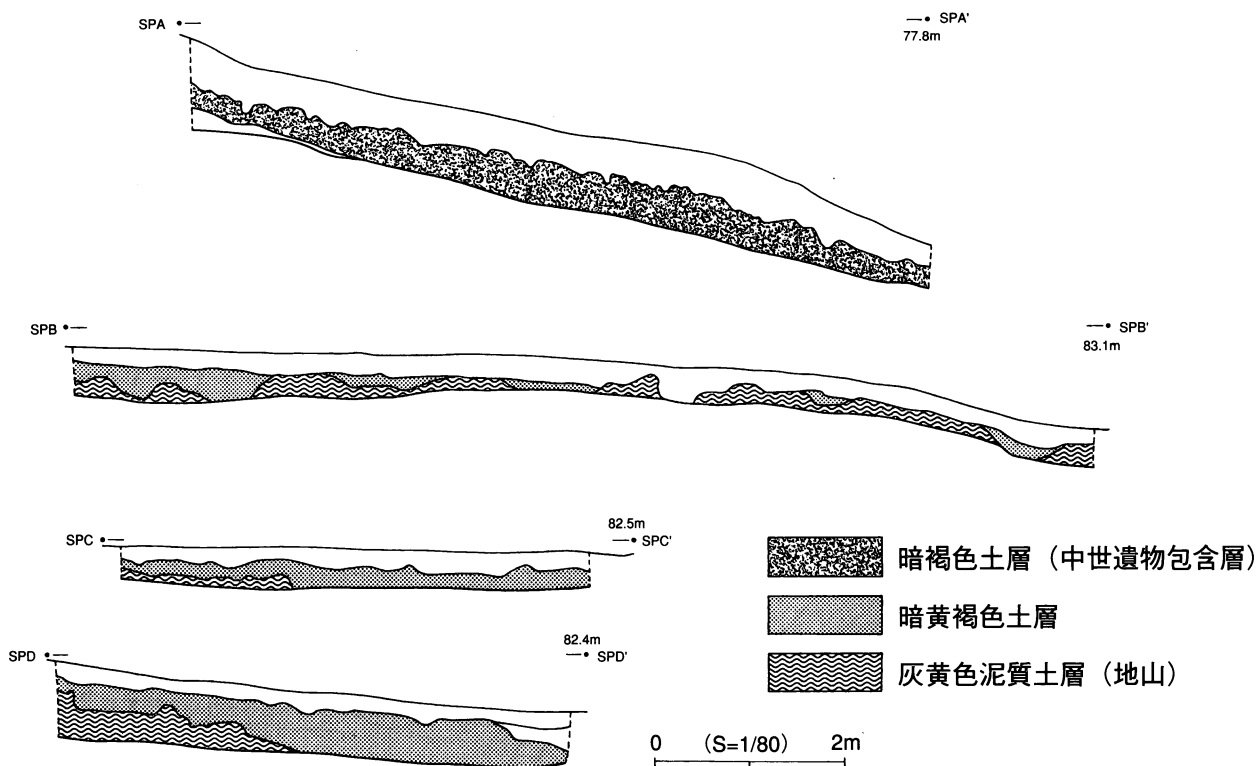 SPA
SPA'
77.8m
SPB
SPB'
83.1m
SPC
82.5m
SPC'
SPD
82.4m
SPD'
暗褐色土層（中世遺物包含層）
暗黄褐色土層
灰黄色泥質土層（地山）
0 (S=1/80) 2m